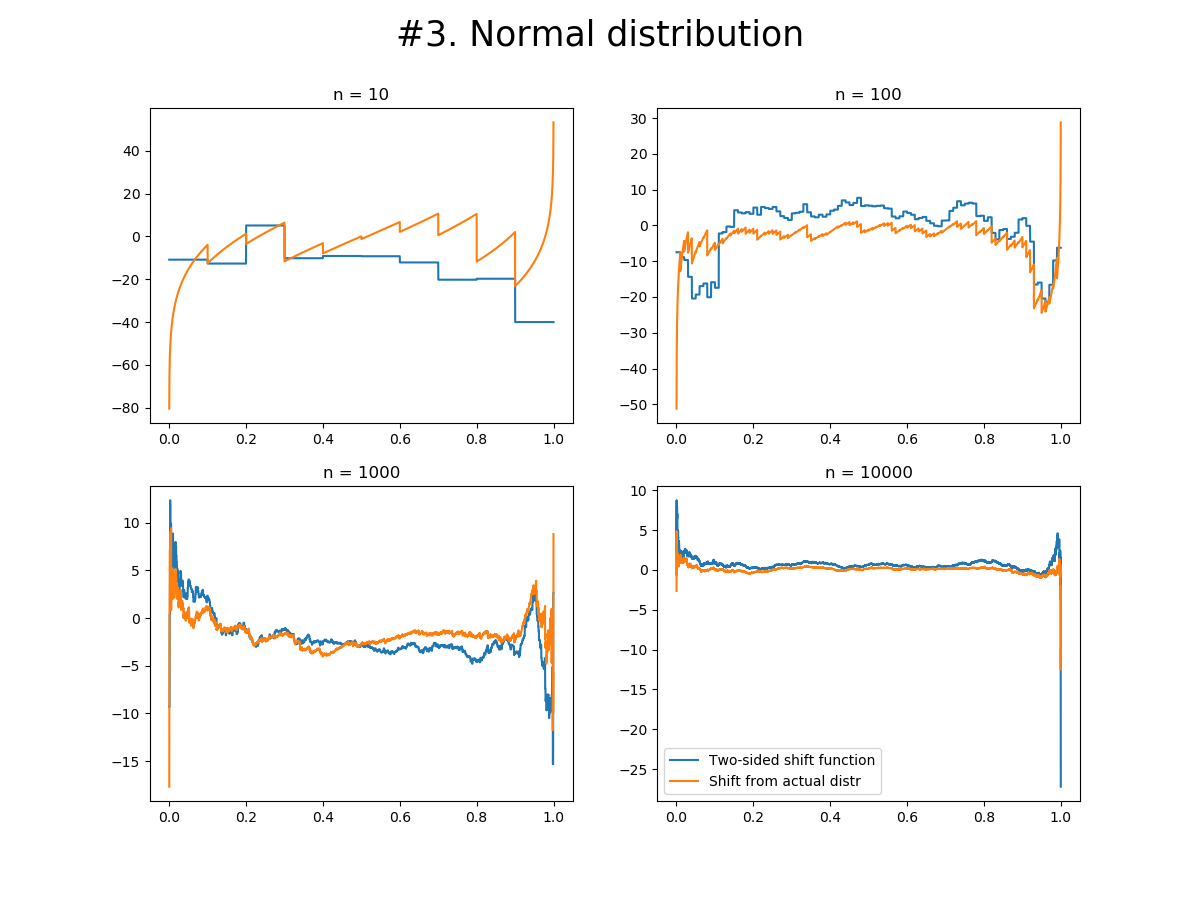 #3. Normal distribution
n = 10
40
20
0
−20
−40
−60
−80
0.0 0.2 0.4 0.6 0.8 1.0
n = 100
30
20
10
0
−10
−20
−30
−40
−50
0.0 0.2 0.4 0.6 0.8 1.0
n = 1000
10
5
0
−5
−10
−15
0.0 0.2 0.4 0.6 0.8 1.0
n = 10000
10
5
0
−5
−10
−15
−20
−25
Two-sided shift function
Shift from actual distr
0.0 0.2 0.4 0.6 0.8 1.0